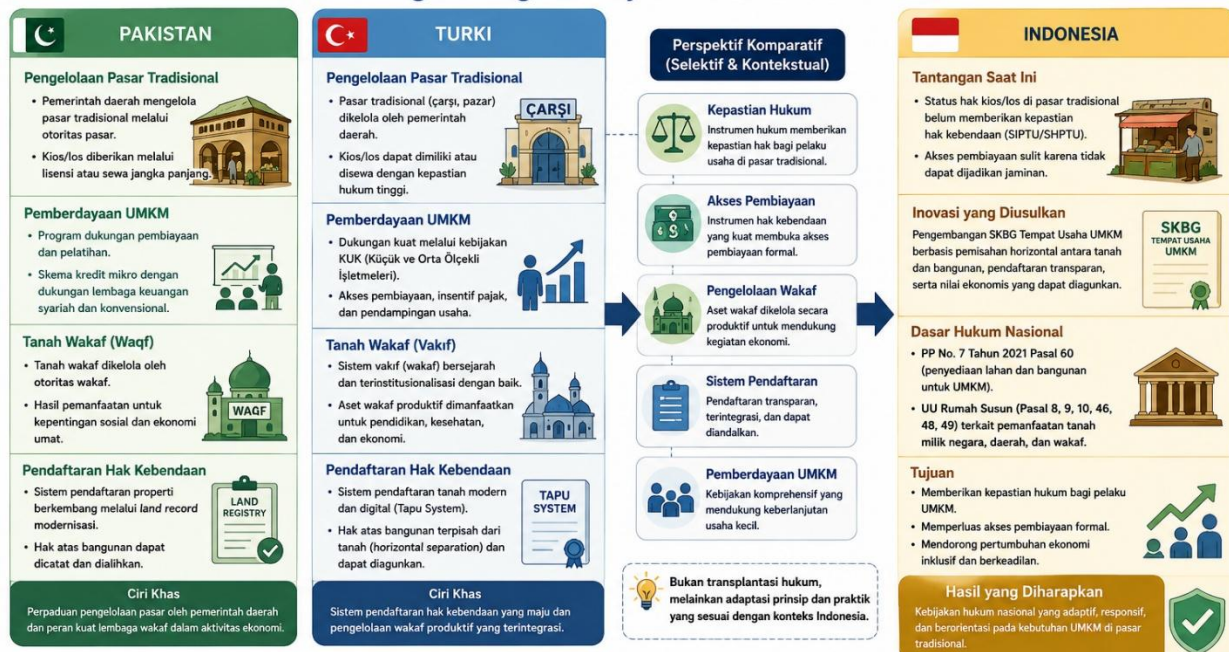 PAKISTAN
Pengelolaan Pasar Tradisional
• Pemerintah daerah mengelola
pasar tradisional melalui
otoritas pasar.
• Kios/los diberikan melalui
lisensi atau sewa jangka panjang.
Pemberdayaan UMKM
• Program dukungan pembiayaan
dan pelatihan.
• Skema kredit mikro dengan
dukungan lembaga keuangan
syariah dan konvensional.
Tanah Wakaf (Waqf)
• Tanah wakaf dikelola oleh
otoritas wakaf.
• Hasil pemanfaatan untuk
kepentingan sosial dan ekonomi
umat.
WAQF
Pendaftaran Hak Kebendaan
• Sistem pendaftaran properti
berkembang melalui land record
modernisasi.
• Hak atas bangunan dapat
dicatat dan dialihkan.
LAND
REGISTRY
Ciri Khas
Perpaduan pengelolaan pasar oleh pemerintah daerah
dan peran kuat lembaga wakaf dalam aktivitas ekonomi.
TURKI
Pengelolaan Pasar Tradisional
• Pasar tradisional (çarşı, pazar)
dikelola oleh pemerintah
daerah.
• Kios/los dapat dimiliki atau
disewa dengan kepastian
hukum tinggi.
ÇARŞI
Pemberdayaan UMKM
• Dukungan kuat melalui kebijakan
KUK (Küçük ve Orta Ölçekli
İşletmeleri).
• Akses pembiayaan, insentif pajak,
dan pendampingan usaha.
Tanah Wakaf (Vakıf)
• Sistem vakıf (wakaf) bersejarah
dan teriinstitusionalisasi dengan baik.
• Aset wakaf produktif dimanfaatkan
untuk pendidikan, kesehatan,
dan ekonomi.
Pendaftaran Hak Kebendaan
• Sistem pendaftaran tanah modern
dan digital (Tapu System).
• Hak atas bangunan terpisah dari
tanah (horizontal separation) dan
dapat diagunkan.
TAPU
SYSTEM
Ciri Khas
Sistem pendaftaran hak kebendaan yang maju dan
pengelolaan wakaf produktif yang terintegrasi.
Perspektif Komparatif
(Selektif & Kontekstual)
Kepastian Hukum
Instrumen hukum memberikan
kepastian hak bagi pelaku
usaha di pasar tradisional.
Akses Pembiayaan
Instrumen hak kebendaan
yang kuat membuka akses
pembiayaan formal.
Pengelolaan Wakaf
Aset wakaf dikelola secara
produktif untuk mendukung
kegiatan ekonomi.
Sistem Pendaftaran
Pendaftaran transparan,
terintegrasi, dan dapat
diandalkan.
Pemberdayaan UMKM
Kebijakan komprehensif yang
mendukung keberlanjutan
usaha kecil.
Bukan transplantasi hukum,
melainkan adaptasi prinsip dan praktik
yang sesuai dengan konteks Indonesia.
INDONESIA
Tantangan Saat Ini
• Status hak kios/los di pasar tradisional
belum memberikan kepastian
hak kebendaan (SIPTU/SHPTU).
• Akses pembiayaan sulit karena tidak
dapat dijadikan jaminan.
Inovasi yang Diusulkan
Pengembangan SKBG Tempat Usaha UMKM
berbasis pemisahan horizontal antara tanah
dan bangunan, pendaftaran transparan,
serta nilai ekonomis yang dapat diagunkan.
SKBG
TEMPAT USAHA
UMKM
Dasar Hukum Nasional
• PP No. 7 Tahun 2021 Pasal 60
(penyediaan lahan dan bangunan
untuk UMKM).
• UU Rumah Susun (Pasal 8, 9, 10, 46,
48, 49) terkait pemanfaatan tanah
milik negara, daerah, dan wakaf.
Tujuan
• Memberikan kepastian hukum bagi pelaku
UMKM.
• Memperluas akses pembiayaan formal.
• Mendorong pertumbuhan ekonomi
inklusif dan berkeadilan.
Hasil yang Diharapkan
Kebijakan hukum nasional yang adaptif, responsif,
dan berorientasi pada kebutuhan UMKM di pasar
tradisional.